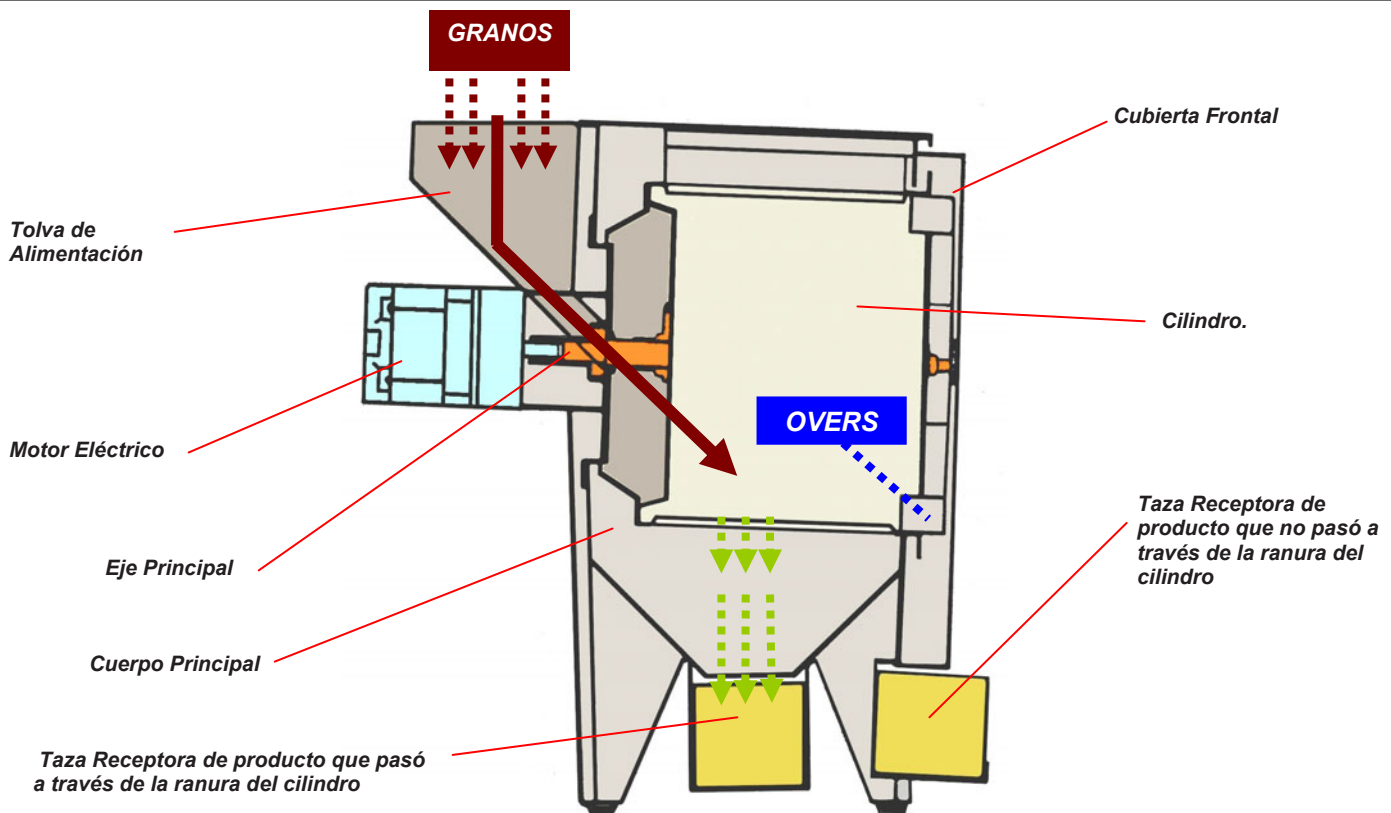 GRANOS
Cubierta Frontal
Tolva de
Alimentación
Cilindro.
OVERS
Motor Eléctrico
Taza Receptora de
producto que no pasó a
través de la ranura del
cilindro
Eje Principal
Cuerpo Principal
Taza Receptora de producto que pasó
a través de la ranura del cilindro